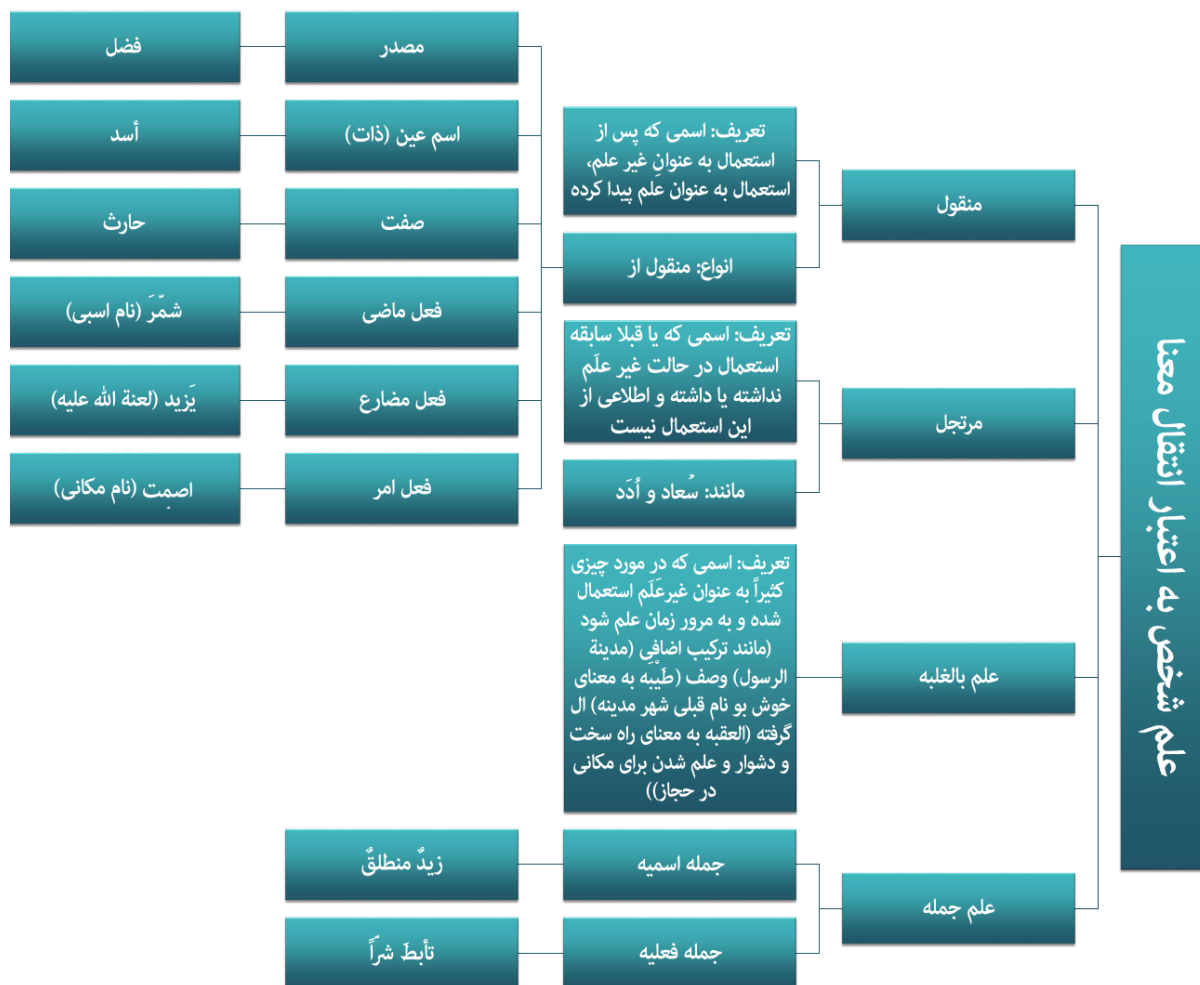 علم شخص به اعتبار انتقال معنا
منقول
تعریف: اسمی که پس از
استعمال به عنوانِ غیر علم،
استعمال به عنوان علم پیدا کرده
انواع: منقول از
مصدر
فضل
اسم عین (ذات)
أسد
صفت
حارث
فعل ماضی
شمّرَ (نام اسبی)
فعل مضارع
یَزید (لعنة الله علیه)
فعل امر
اصمِت (نام مکانی)
مرتجل
تعریف: اسمی که یا قبلا سابقه
استعمال در حالت غیر علَم
نداشته یا داشته و اطلاعی از
این استعمال نیست
مانند: سُعاد و اُدَد
علم بالغلبه
تعریف: اسمی که در مورد چیزی
کثیراً به عنوان غیرعَلَم استعمال
شده و به مرور زمان علم شود
(مانند ترکیب اضافی (مدینة
الرسول) وصف (طَیْبَه به معنای
خوش بو نام قبلی شهر مدینه) ال
گرفته (العقبه به معنای راه سخت
و دشوار و علم شدن برای مکانی
در حجاز))
علم جمله
جمله اسمیه
زیدٌ منطلقٌ
جمله فعلیه
تأبطَ شرّاً